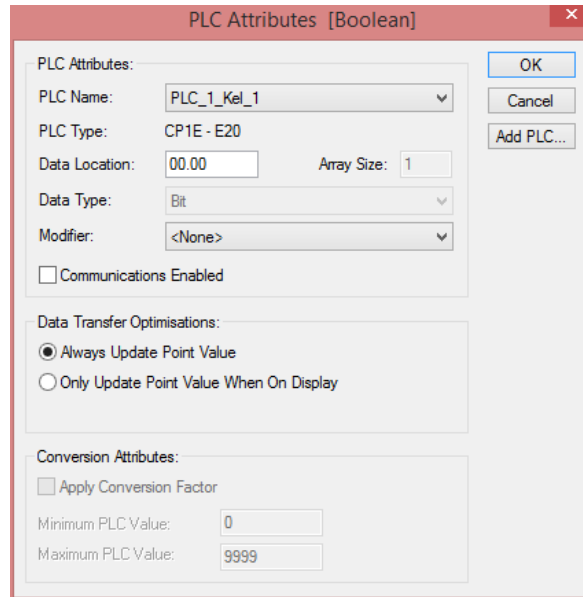 PLC Attributes [Boolean]
PLC Attributes:
OK
PLC Name: PLC_1_Kel_1
Cancel
PLC Type: CP1E - E20
Add PLC...
Data Location: 00.00 Array Size: 1
Data Type: Bit
Modifier: <None>
Communications Enabled
Data Transfer Optimisations:
Always Update Point Value
Only Update Point Value When On Display
Conversion Attributes:
Apply Conversion Factor
Minimum PLC Value: 0
Maximum PLC Value: 9999